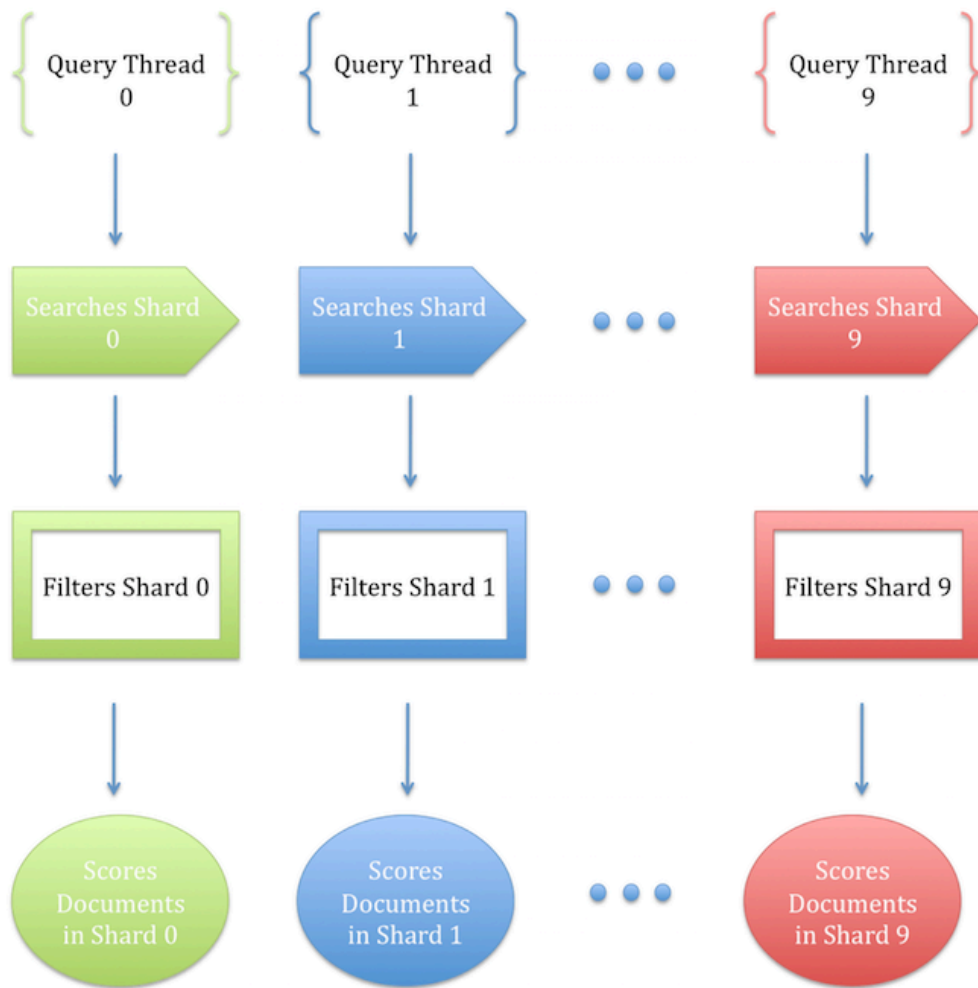 Query Thread
0
Query Thread
1
Query Thread
9
Searches Shard
0
Searches Shard
1
Searches Shard
9
Filters Shard 0
Filters Shard 1
Filters Shard 9
Scores
Documents
in Shard 0
Scores
Documents
in Shard 1
Scores
Documents
in Shard 9